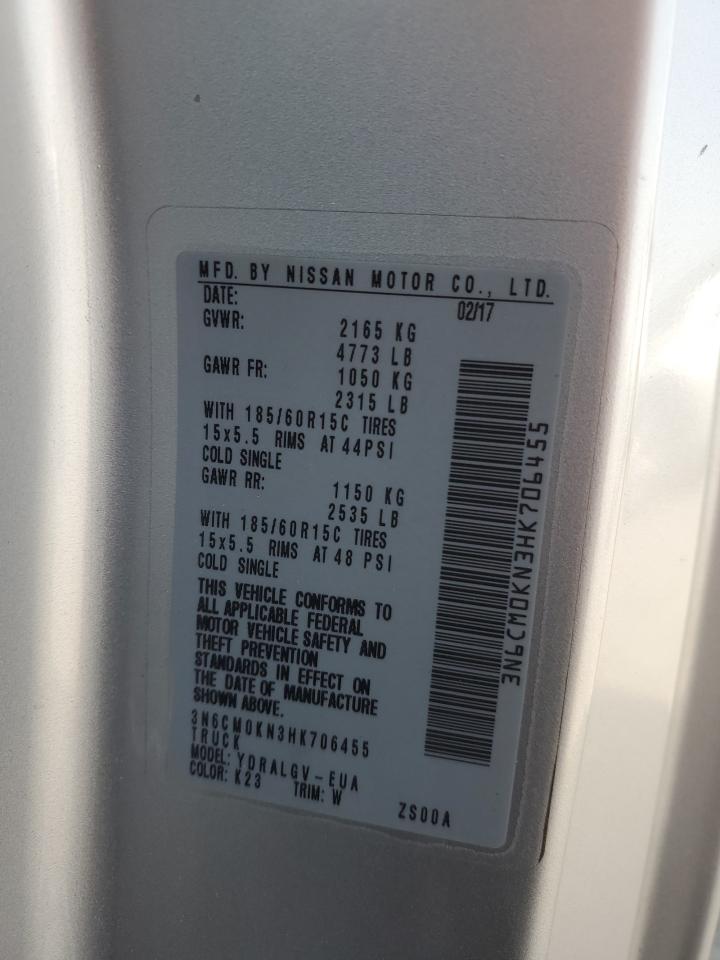 MFD. BY NISSAN MOTOR CO., LTD.
DATE: 02/17
GVWR: 2165 KG
4773 LB
GAWR FR: 1050 KG
2315 LB
WITH 185/60R15C TIRES
15x5.5 RIMS AT 44PSI
COLD SINGLE
GAWR RR: 1150 KG
2535 LB
WITH 185/60R15C TIRES
15x5.5 RIMS AT 48 PSI
COLD SINGLE
THIS VEHICLE CONFORMS TO
ALL APPLICABLE FEDERAL
MOTOR VEHICLE SAFETY AND
THEFT PREVENTION
STANDARDS IN EFFECT ON
THE DATE OF MANUFACTURE
SHOWN ABOVE.
3N6CM0KN3HK706455
TRUCK
MODEL: YDRALGV-EUA
COLOR: K23 TRIM: W ZS00A
3N6CM0KN3HK706455